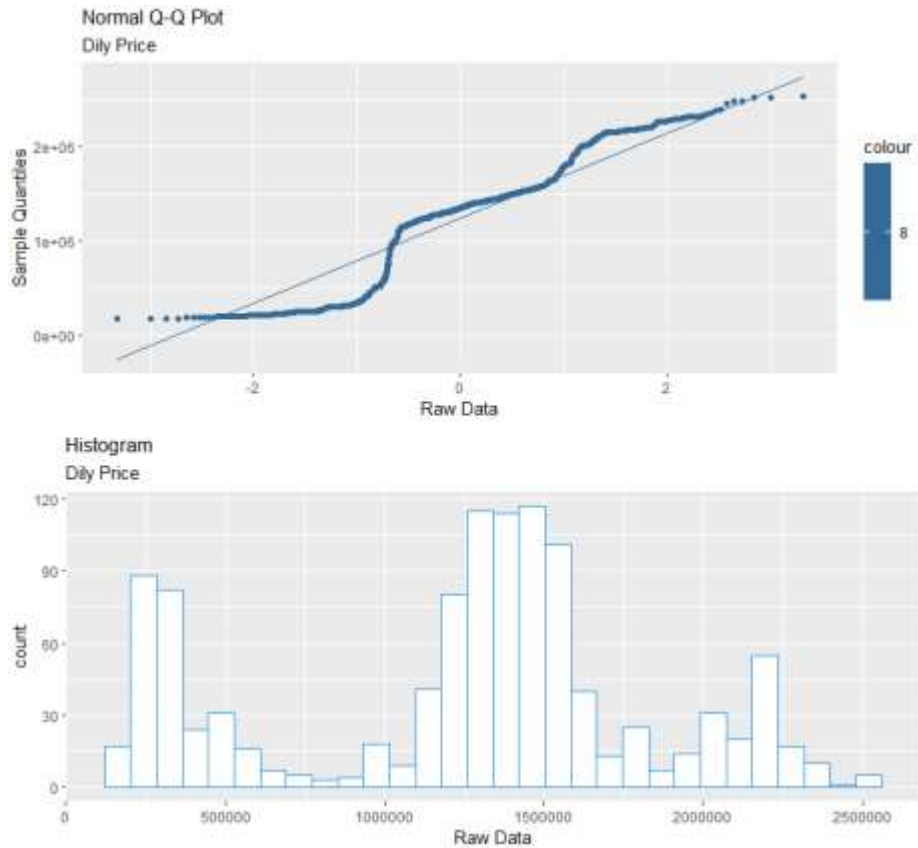 Normal Q-Q Plot
Dily Price
Sample Quantiles
2e+06
1e+06
0e+00
-2
0
2
Raw Data
colour
8
Histogram
Dily Price
count
120
90
60
30
0
0
500000
1000000
1500000
2000000
2500000
Raw Data